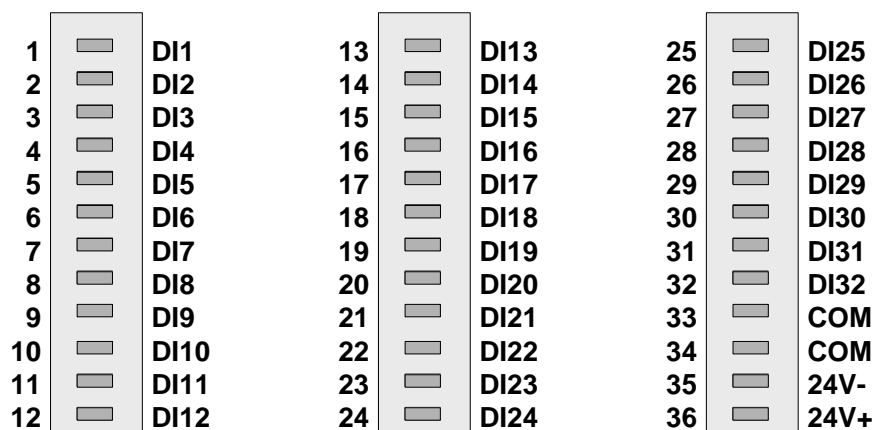 1 DI1
2 DI2
3 DI3
4 DI4
5 DI5
6 DI6
7 DI7
8 DI8
9 DI9
10 DI10
11 DI11
12 DI12
13 DI13
14 DI14
15 DI15
16 DI16
17 DI17
18 DI18
19 DI19
20 DI20
21 DI21
22 DI22
23 DI23
24 DI24
25 DI25
26 DI26
27 DI27
28 DI28
29 DI29
30 DI30
31 DI31
32 DI32
33 COM
34 COM
35 24V-
36 24V+